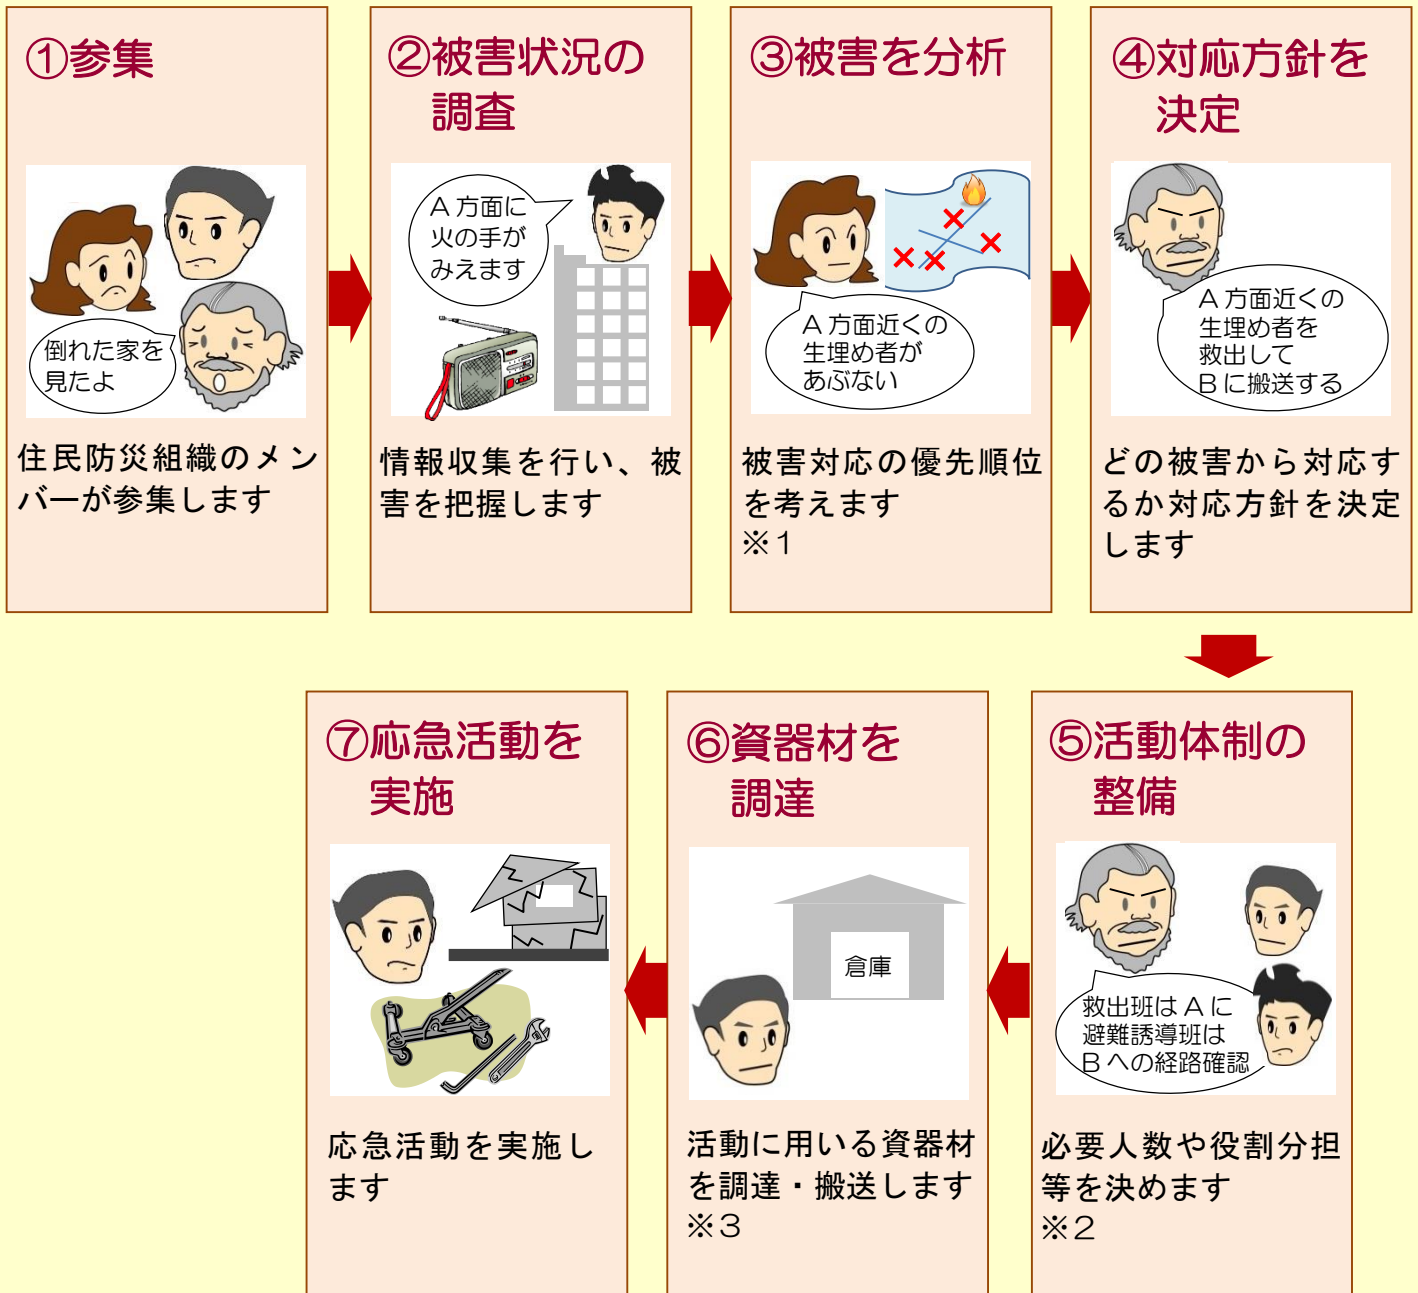 ①参集
倒れた家を
見たよ
住民防災組織のメン
バーが参集します
②被害状況の
調査
A 方面に
火の手が
みえます
情報収集を行い、被
害を把握します
③被害を分析
A 方面近くの
生埋め者が
あぶない
被害対応の優先順位
を考えます
※1
④対応方針を
決定
A 方面近くの
生埋め者を
救出して
B に搬送する
どの被害から対応す
るか対応方針を決定
します
⑤活動体制の
整備
救出班は A に
避難誘導班は
B への経路確認
必要人数や役割分担
等を決めます
※2
⑥資器材を
調達
倉庫
活動に用いる資器材
を調達・搬送します
※3
⑦応急活動を
実施
応急活動を実施し
ます